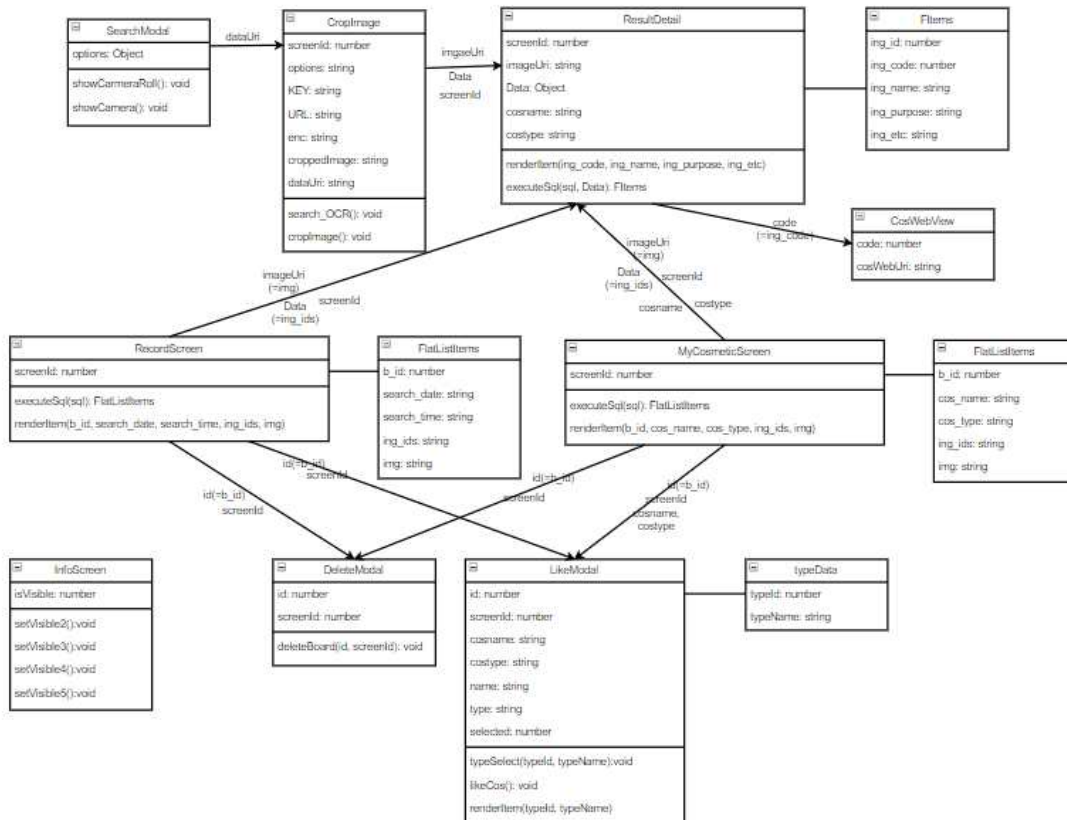 SearchModal
options: Object
showCarmeraRoll(): void
showCamera(): void
dataUri
CropImage
screenId: number
options: string
KEY: string
URL: string
enc: string
croppedImage: string
dataUri: string
search_OCR(): void
cropImage(): void
imgaeUri
Data
screenId
ResultDetail
screenId: number
imageUri: string
Data: Object
cosname: string
costype: string
renderItem(ing_code, ing_name, ing_purpose, ing_etc)
executeSql(sql, Data): FItems
FItems
ing_id: number
ing_code: number
ing_name: string
ing_purpose: string
ing_etc: string
code
(=ing_code)
CosWebView
code: number
cosWebUri: string
imageUri
(=img)
Data
(=ing_ids)
screenId
imageUri
(=img)
Data
(=ing_ids)
screenId
cosname
costype
RecordScreen
screenId: number
executeSql(sql): FlatListItems
renderItem(b_id, search_date, search_time, ing_ids, img)
FlatListItems
b_id: number
search_date: string
search_time: string
ing_ids: string
img: string
MyCosmeticScreen
screenId: number
executeSql(sql): FlatListItems
renderItem(b_id, cos_name, cos_type, ing_ids, img)
FlatListItems
b_id: number
cos_name: string
cos_type: string
ing_ids: string
img: string
id(=b_id)
screenId
id(=b_id)
screenId
id(=b_id)
screenId
id(=b_id)
screenId
cosname,
costype
InfoScreen
isVisible: number
setVisible2():void
setVisible3():void
setVisible4():void
setVisible5():void
DeleteModal
id: number
screenId: number
deleteBoard(id, screenId): void
LikeModal
id: number
screenId: number
cosname: string
costype: string
name: string
type: string
selected: number
typeSelect(typeId, typeName):void
likeCos(): void
renderItem(typeId, typeName)
typeData
typeId: number
typeName: string